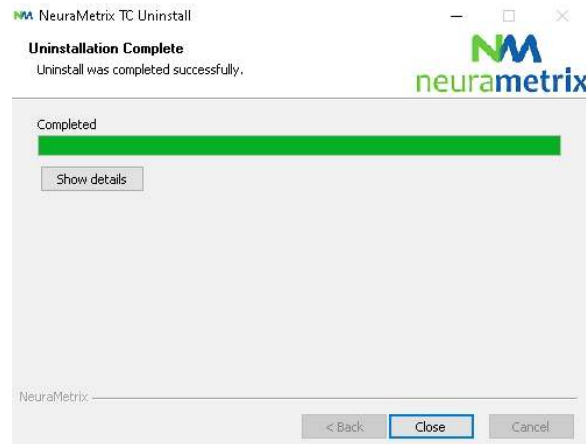 NM NeuraMetrix TC Uninstall
Uninstallation Complete
Uninstall was completed successfully.
NM
neurametrix
Completed
Show details
NeuraMetrix
< Back
Close
Cancel